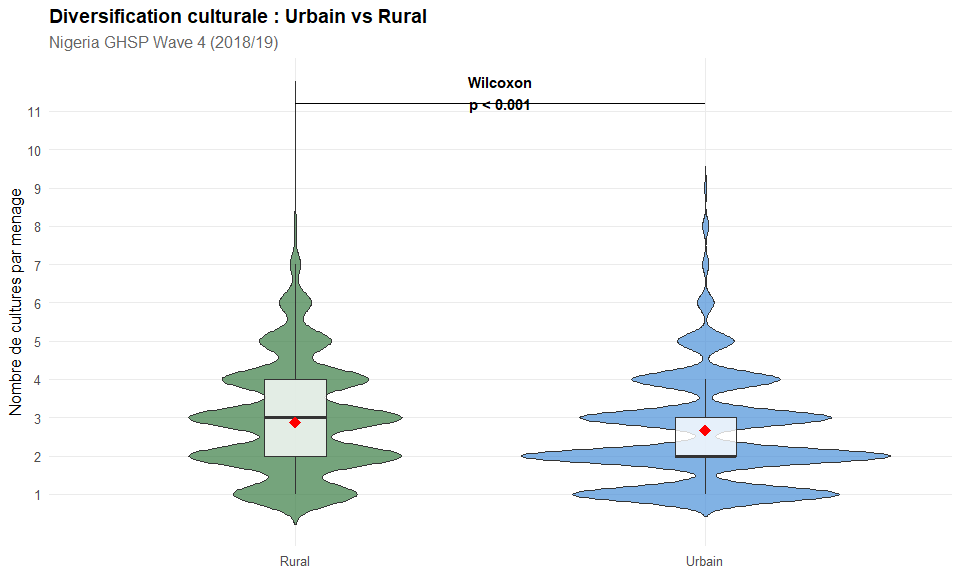 Diversification culturale : Urbain vs Rural
Nigeria GHSP Wave 4 (2018/19)
Wilcoxon
p < 0.001
Nombre de cultures par menage
11
10
9
8
7
6
5
4
3
2
1
Rural
Urbain